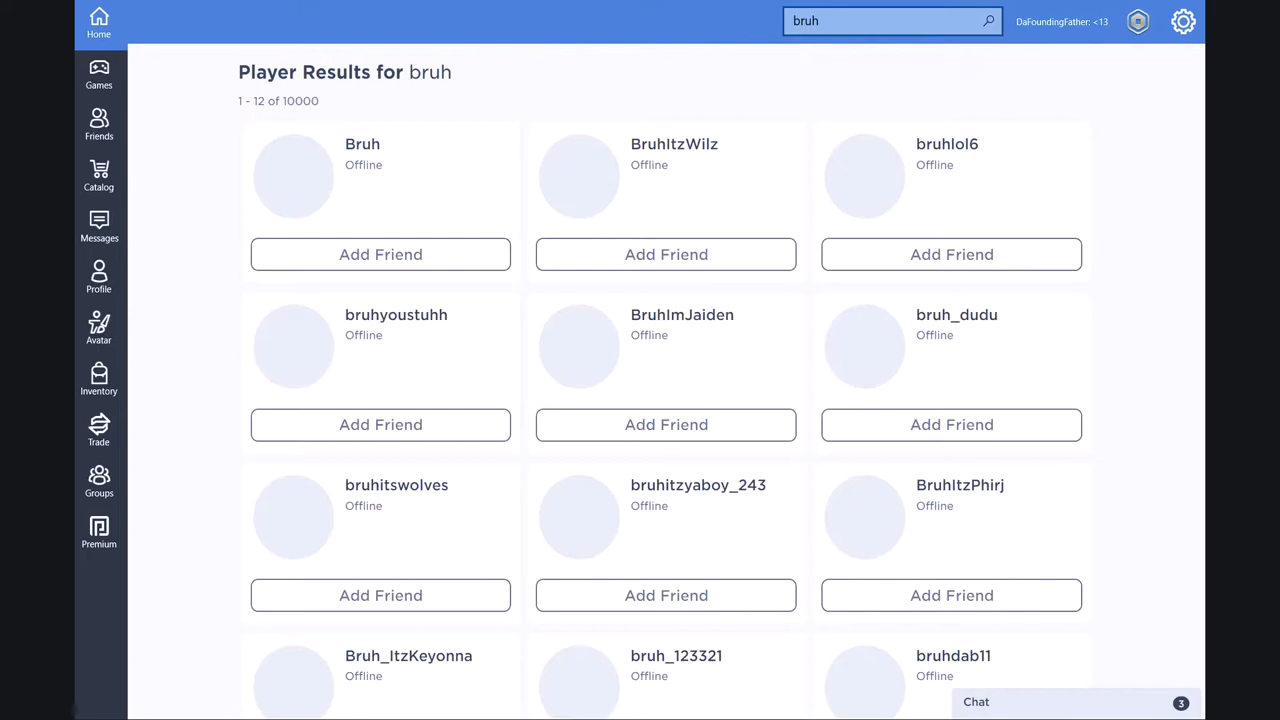 Home
bruh
DaFoundingFather: <13
Games
Friends
Catalog
Messages
Profile
Avatar
Inventory
Trade
Groups
Premium
Player Results for bruh
1 - 12 of 10000
Bruh
Offline
Add Friend
BruhItzWilz
Offline
Add Friend
bruhlol6
Offline
Add Friend
bruhyoustuhh
Offline
Add Friend
BruhImJaiden
Offline
Add Friend
bruh_dudu
Offline
Add Friend
bruhitswolves
Offline
Add Friend
bruhitzyaboy_243
Offline
Add Friend
BruhItzPhirj
Offline
Add Friend
Bruh_ItzKeyonna
Offline
bruh_123321
Offline
bruhdab11
Offline
Chat
3